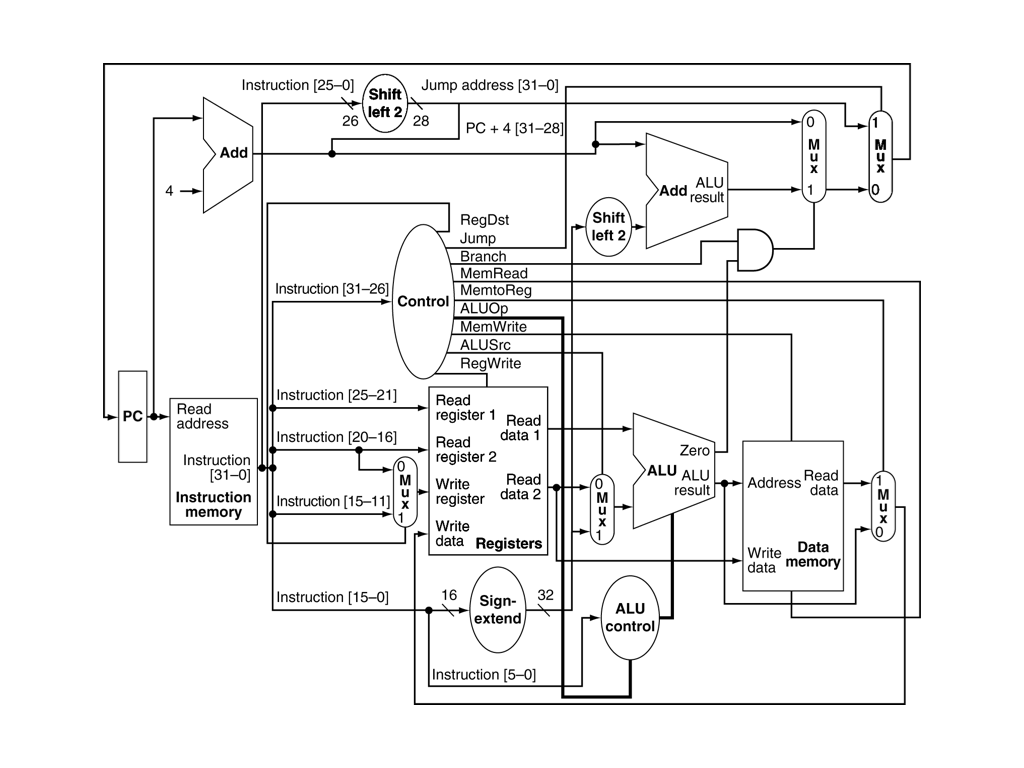 Instruction [25–0]
Jump address [31–0]
Shift
left 2
26
28
PC + 4 [31–28]
Add
4
0
M
u
x
1
1
M
u
x
0
Add
ALU
result
Shift
left 2
RegDst
Jump
Branch
MemRead
MemtoReg
ALUOp
MemWrite
ALUSrc
RegWrite
Instruction [31–26]
Control
PC
Read
address
Instruction
[31–0]
Instruction
memory
Instruction [25–21]
Instruction [20–16]
Instruction [15–11]
0
M
u
x
1
Read
register 1
Read
register 2
Write
register
Write
data
Read
data 1
Read
data 2
Registers
0
M
u
x
1
Zero
ALU
ALU
result
Address
Read
data
Write
data
Data
memory
1
M
u
x
0
Instruction [15–0]
16
Sign-
extend
32
ALU
control
Instruction [5–0]